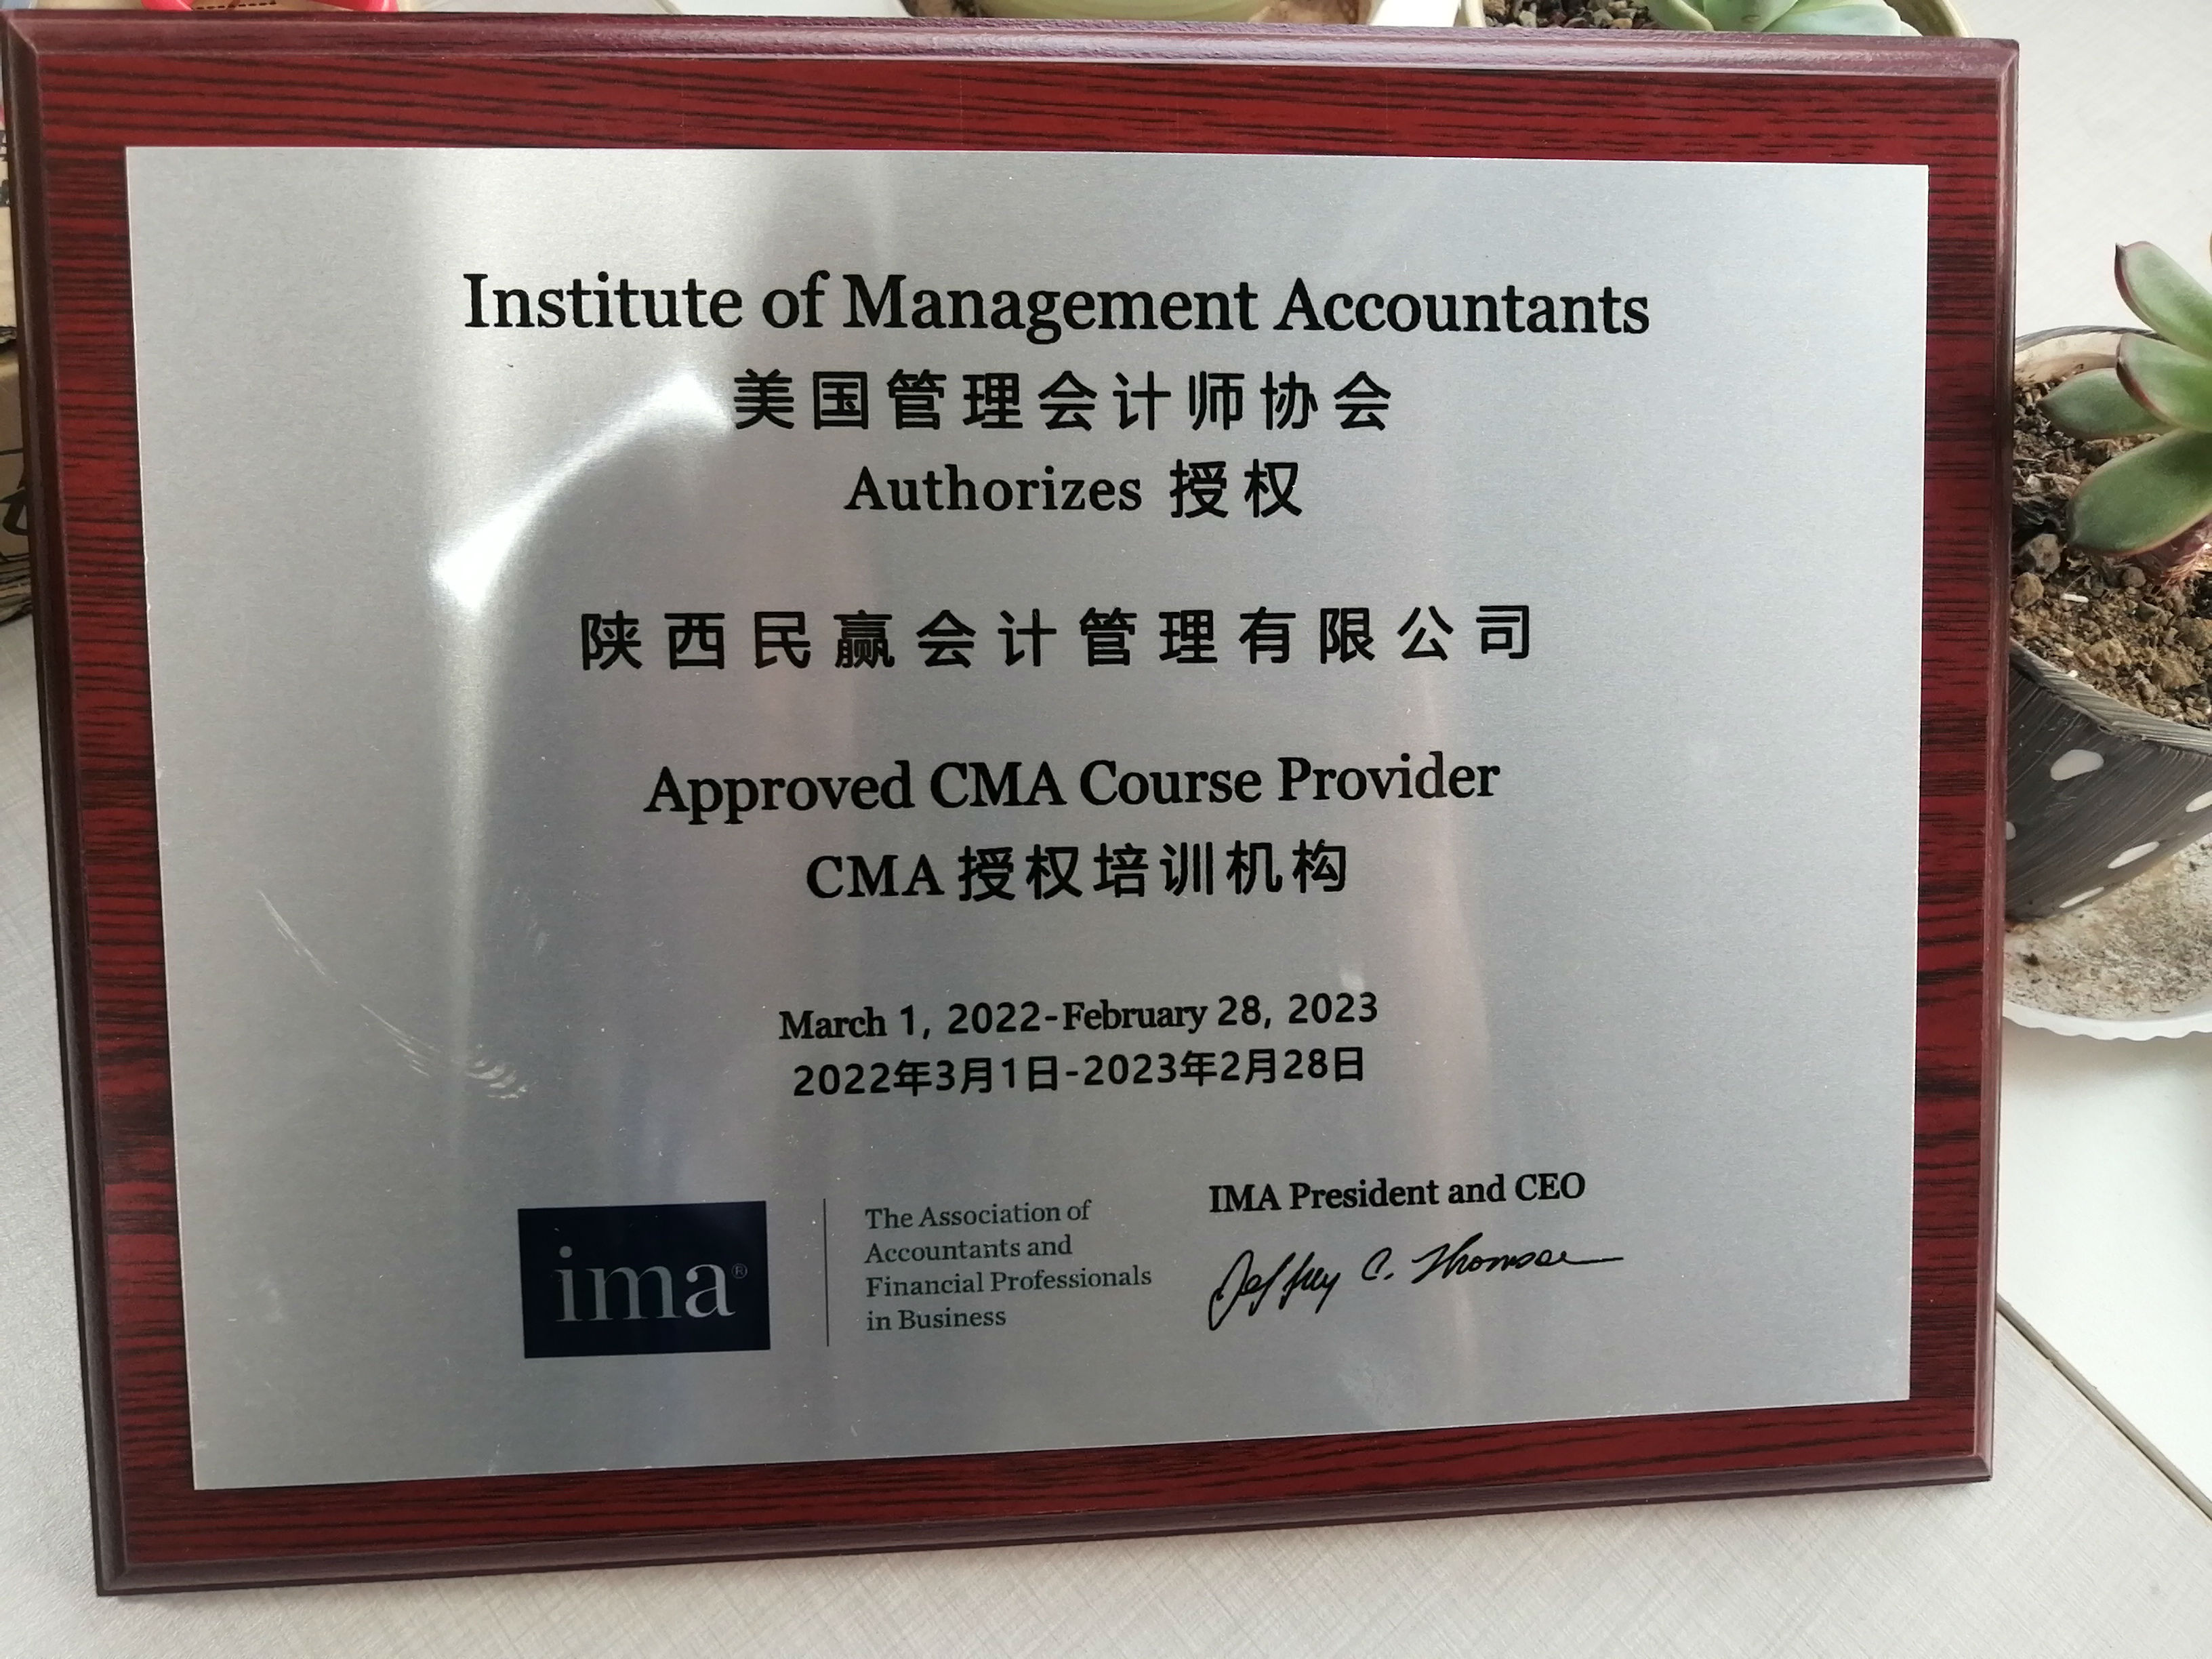 Institute of Management Accountants
美国管理会计师协会
Authorizes 授权
陕西民赢会计管理有限公司
Approved CMA Course Provider
CMA 授权培训机构
March 1, 2022-February 28, 2023
2022年3月1日-2023年2月28日
ima®
The Association of
Accountants and
Financial Professionals
in Business
IMA President and CEO
Jeffrey C. Thomson